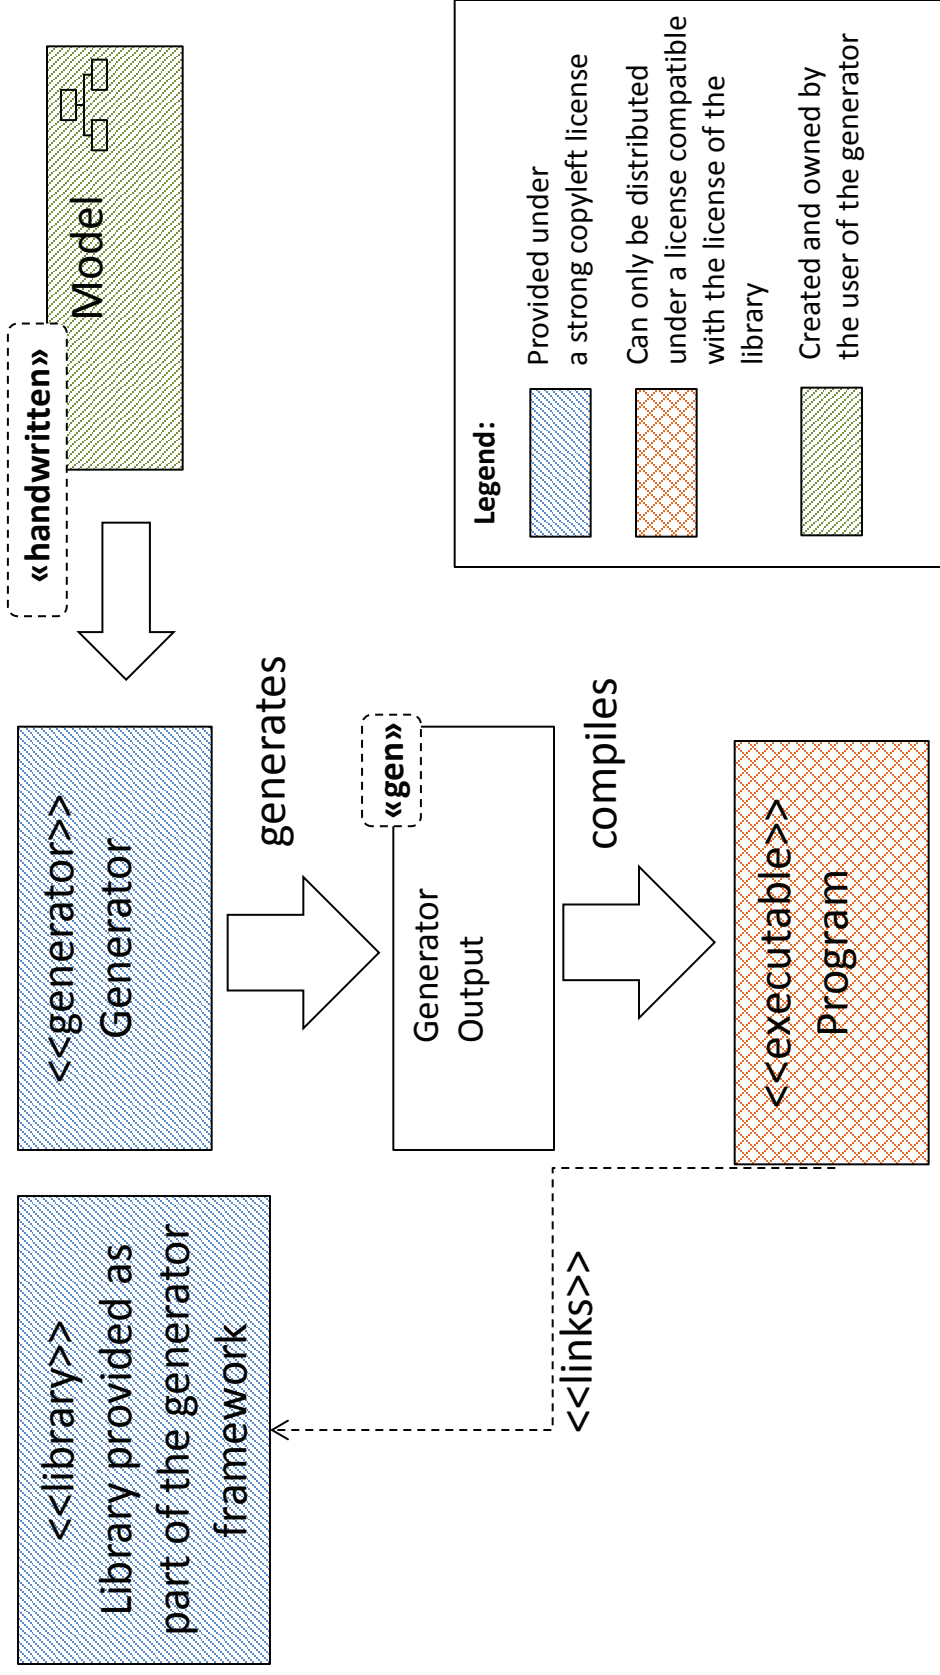 <<library>>
Library provided as
part of the generator
framework
<<generator>>
Generator
«handwritten»
Model
generates
«gen»
Generator
Output
<<links>>
compiles
<<executable>>
Program
Legend:
Provided under
a strong copyleft license
Can only be distributed
under a license compatible
with the license of the
library
Created and owned by
the user of the generator